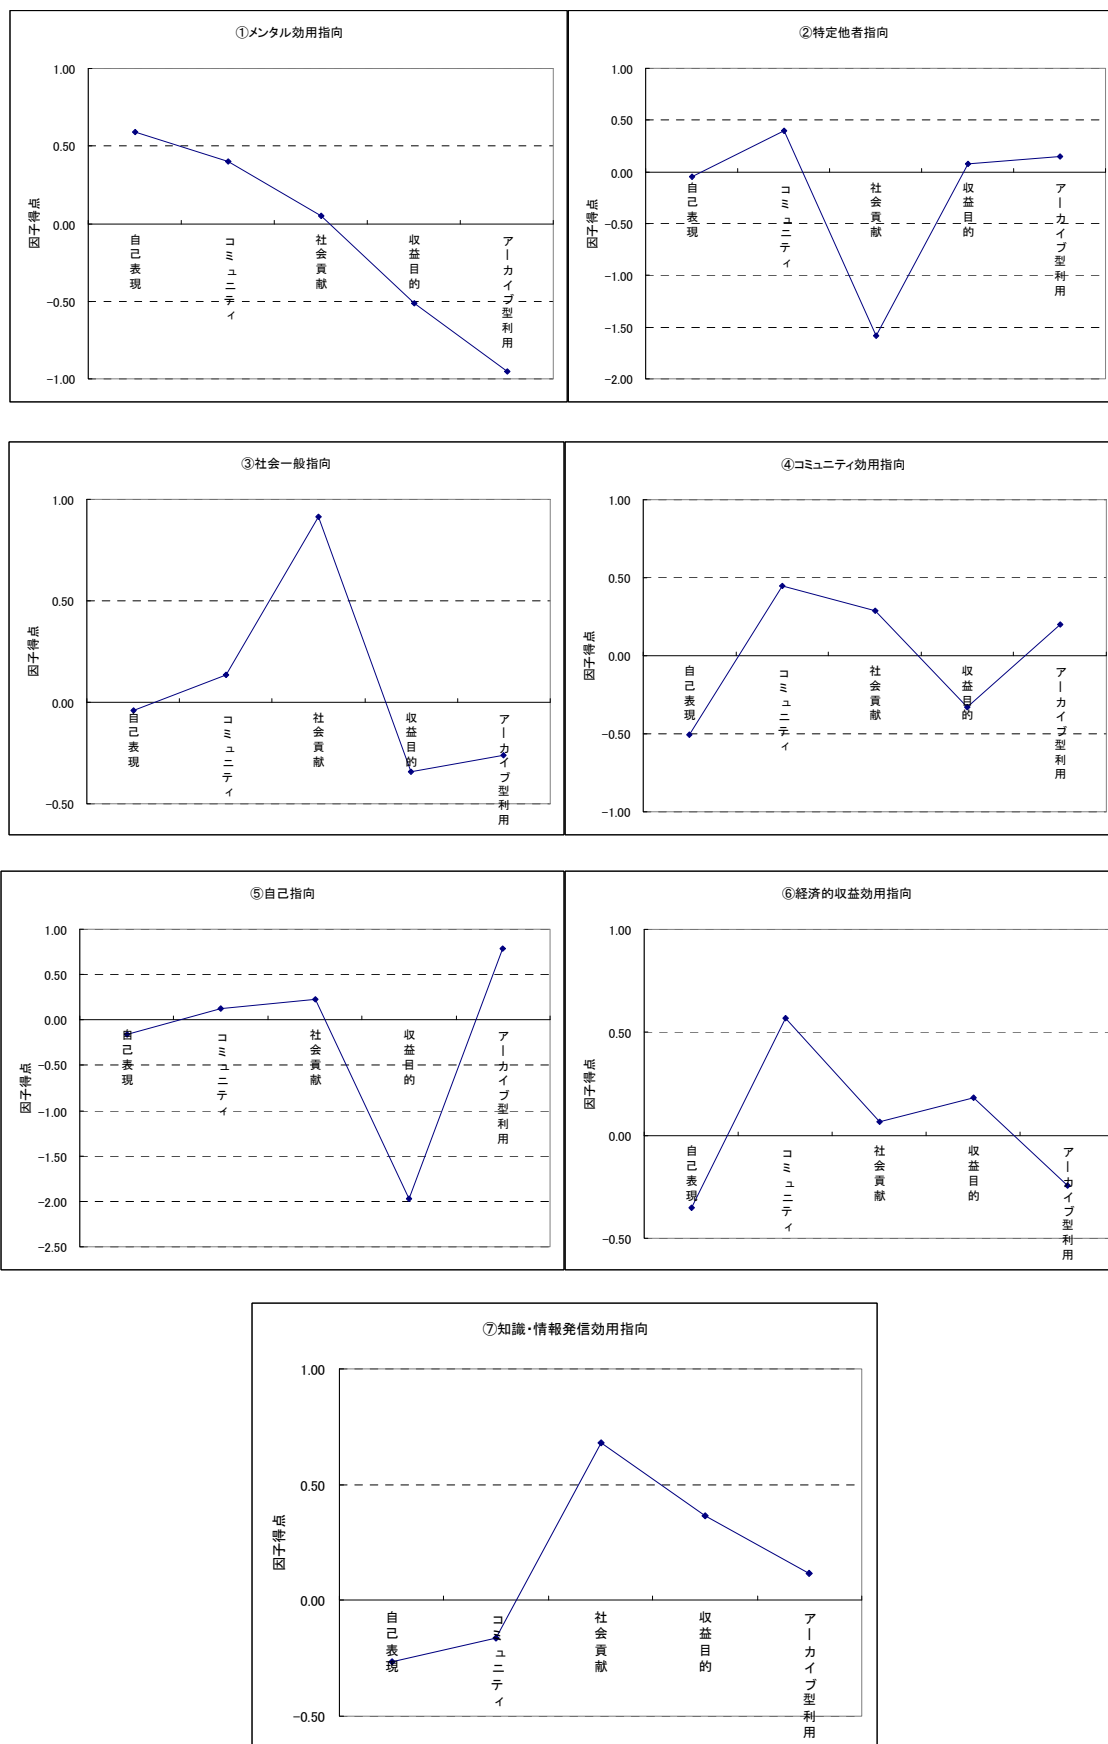 ①メンタル効用指向
1.00
0.50
0.00
−0.50
−1.00
因子得点
自己表現
コミュニティ
社会貢献
収益目的
アーカイブ型利用
②特定他者指向
1.00
0.50
0.00
−0.50
−1.00
−1.50
−2.00
因子得点
自己表現
コミュニティ
社会貢献
収益目的
アーカイブ型利用
③社会一般指向
1.00
0.50
0.00
−0.50
因子得点
自己表現
コミュニティ
社会貢献
収益目的
アーカイブ型利用
④コミュニティ効用指向
1.00
0.50
0.00
−0.50
−1.00
因子得点
自己表現
コミュニティ
社会貢献
収益目的
アーカイブ型利用
⑤自己指向
1.00
0.50
0.00
−0.50
−1.00
−1.50
−2.00
−2.50
因子得点
自己表現
コミュニティ
社会貢献
収益目的
アーカイブ型利用
⑥経済的収益効用指向
1.00
0.50
0.00
−0.50
因子得点
自己表現
コミュニティ
社会貢献
収益目的
アーカイブ型利用
⑦知識・情報発信効用指向
1.00
0.50
0.00
−0.50
因子得点
自己表現
コミュニティ
社会貢献
収益目的
アーカイブ型利用